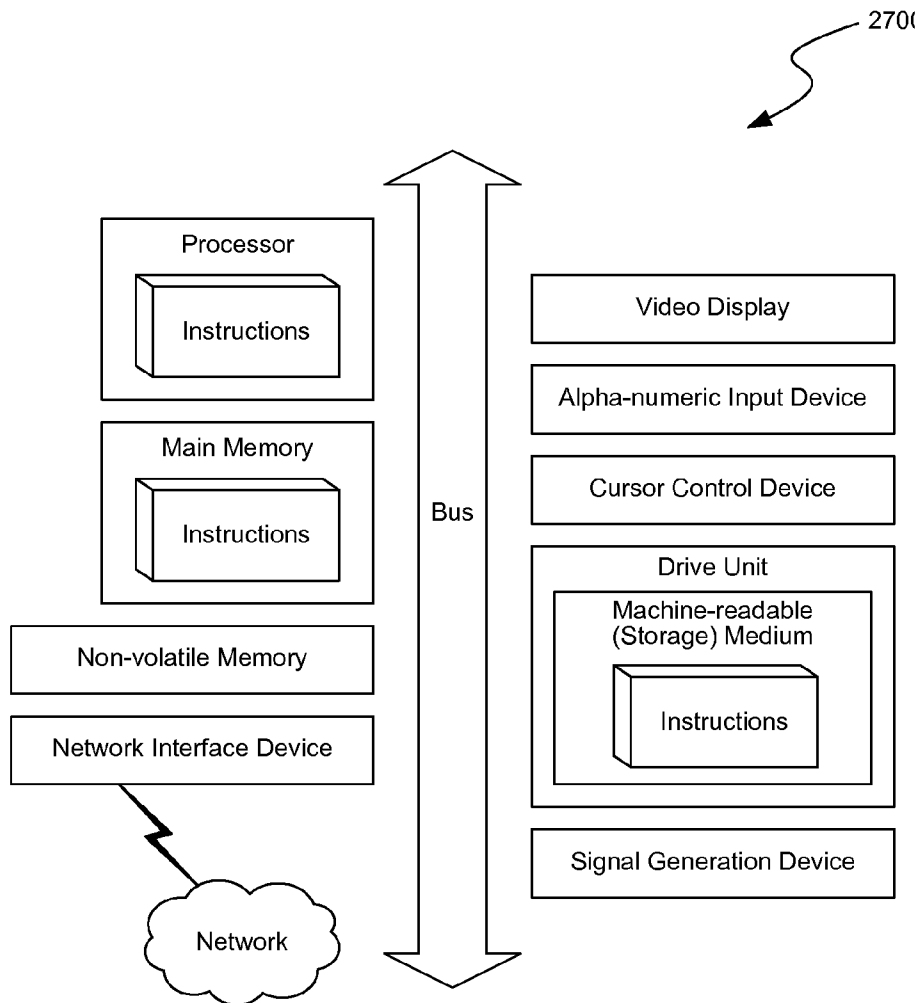 2700
Processor
Instructions
Main Memory
Instructions
Non-volatile Memory
Network Interface Device
Network
Bus
Video Display
Alpha-numeric Input Device
Cursor Control Device
Drive Unit
Machine-readable
(Storage) Medium
Instructions
Signal Generation Device